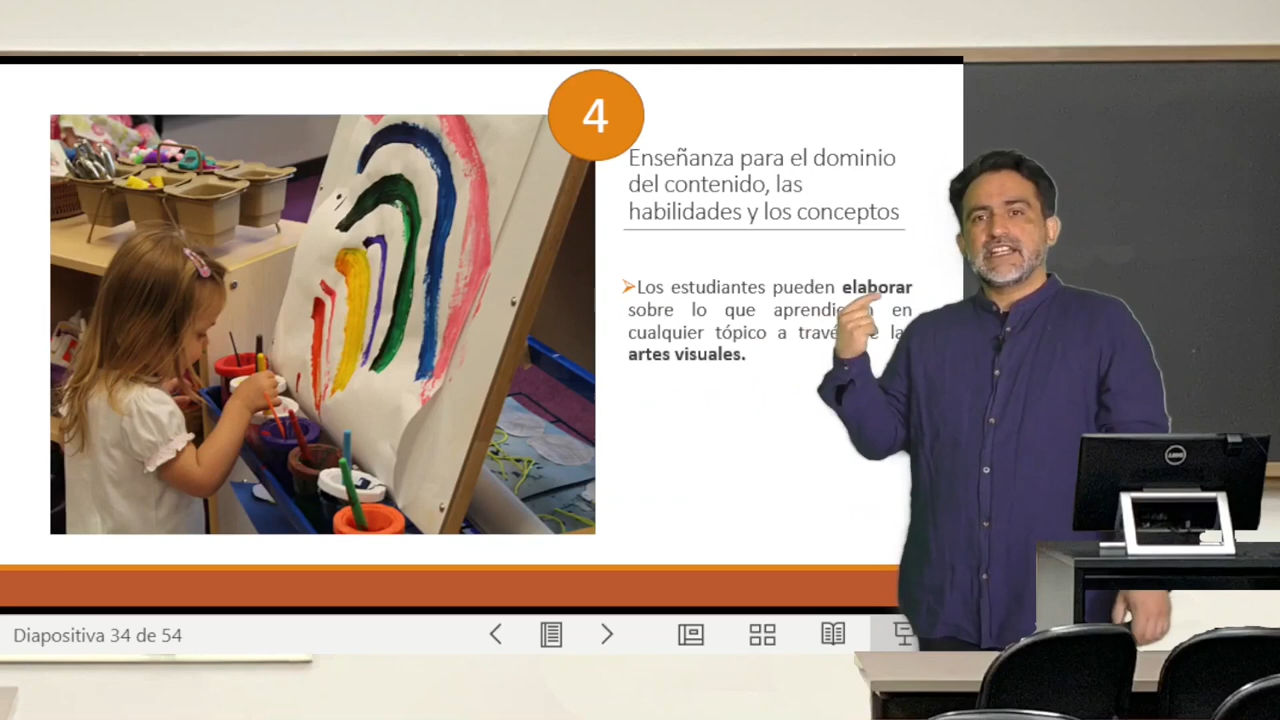 4
Enseñanza para el dominio
del contenido, las
habilidades y los conceptos
Los estudiantes pueden elaborar
sobre lo que en
cualquier tópico a
artes visuales.
Diapositiva 34 de 54
DELL